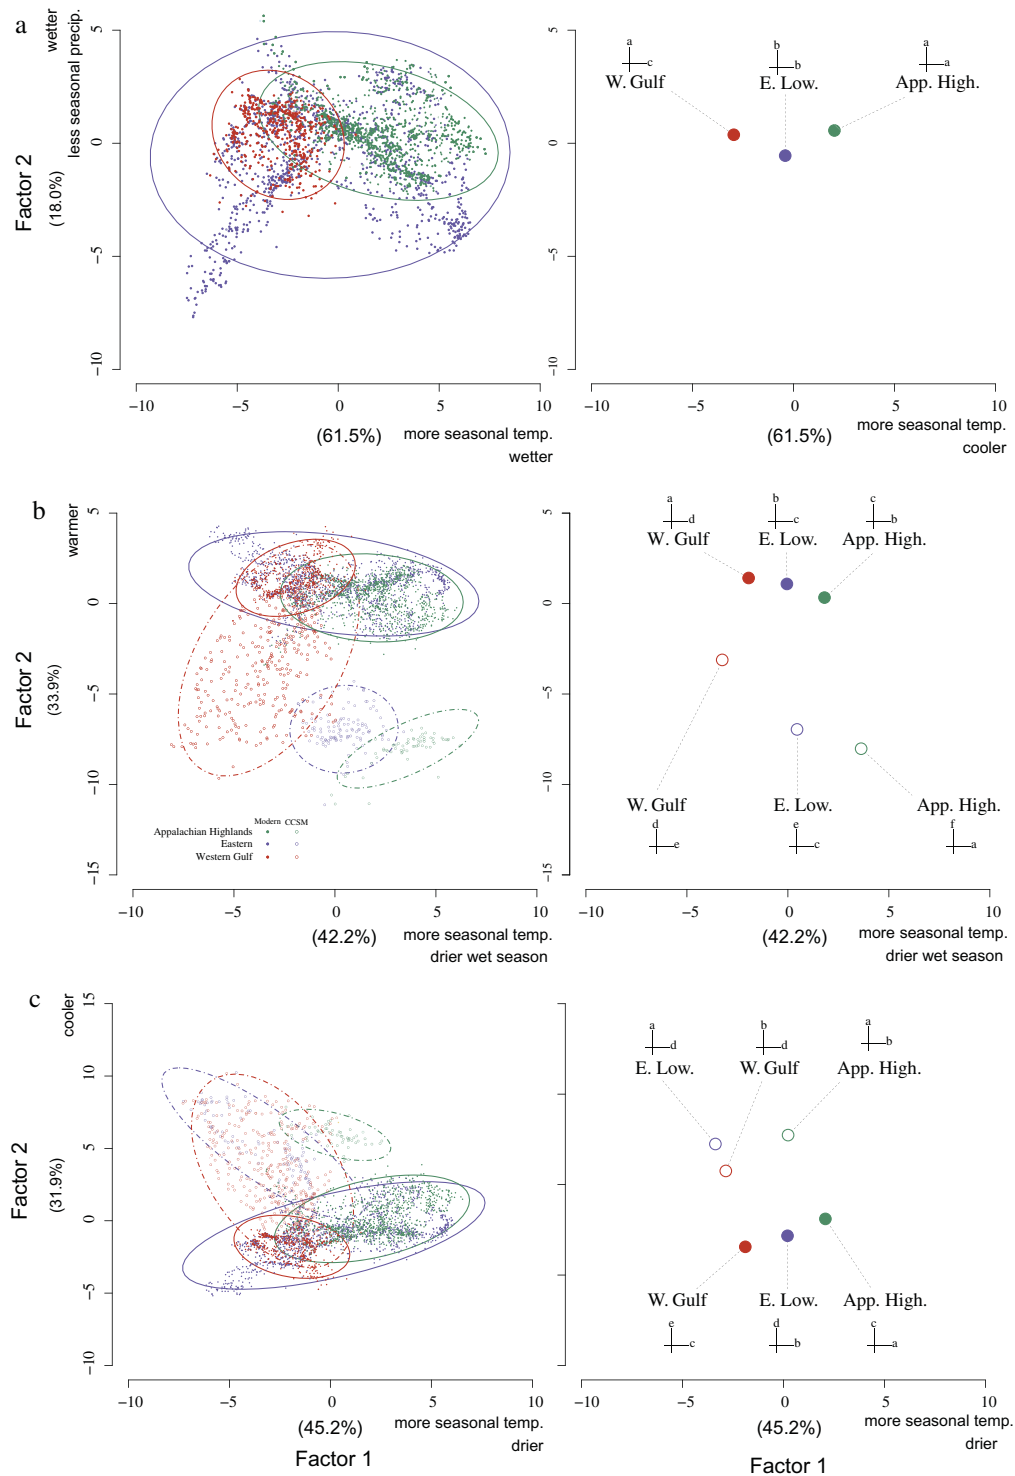 a
wetter
less seasonal precip.
Factor 2
(18.0%)
5
0
−5
−10
−10 −5 0 5 10
(61.5%) more seasonal temp.
wetter
5
0
−5
−10
a
c
W. Gulf
b
b
E. Low.
a
a
App. High.
−10 −5 0 5 10
(61.5%) more seasonal temp.
cooler
b
warmer
Factor 2
(33.9%)
5
0
−5
−10
−15
Modern CCSM
Appalachian Highlands
Eastern
Western Gulf
−10 −5 0 5 10
(42.2%) more seasonal temp.
drier wet season
5
0
−5
−10
−15
a
d
W. Gulf
b
c
E. Low.
c
b
App. High.
W. Gulf
d
e
E. Low.
e
c
App. High.
f
a
−10 −5 0 5 10
(42.2%) more seasonal temp.
drier wet season
c
cooler
Factor 2
(31.9%)
15
10
5
0
−5
−10
−10 −5 0 5 10
(45.2%) more seasonal temp.
drier
Factor 1
a
d
E. Low.
b
d
W. Gulf
a
b
App. High.
W. Gulf
e
c
E. Low.
d
b
App. High.
c
a
−10 −5 0 5 10
(45.2%) more seasonal temp.
drier
Factor 1